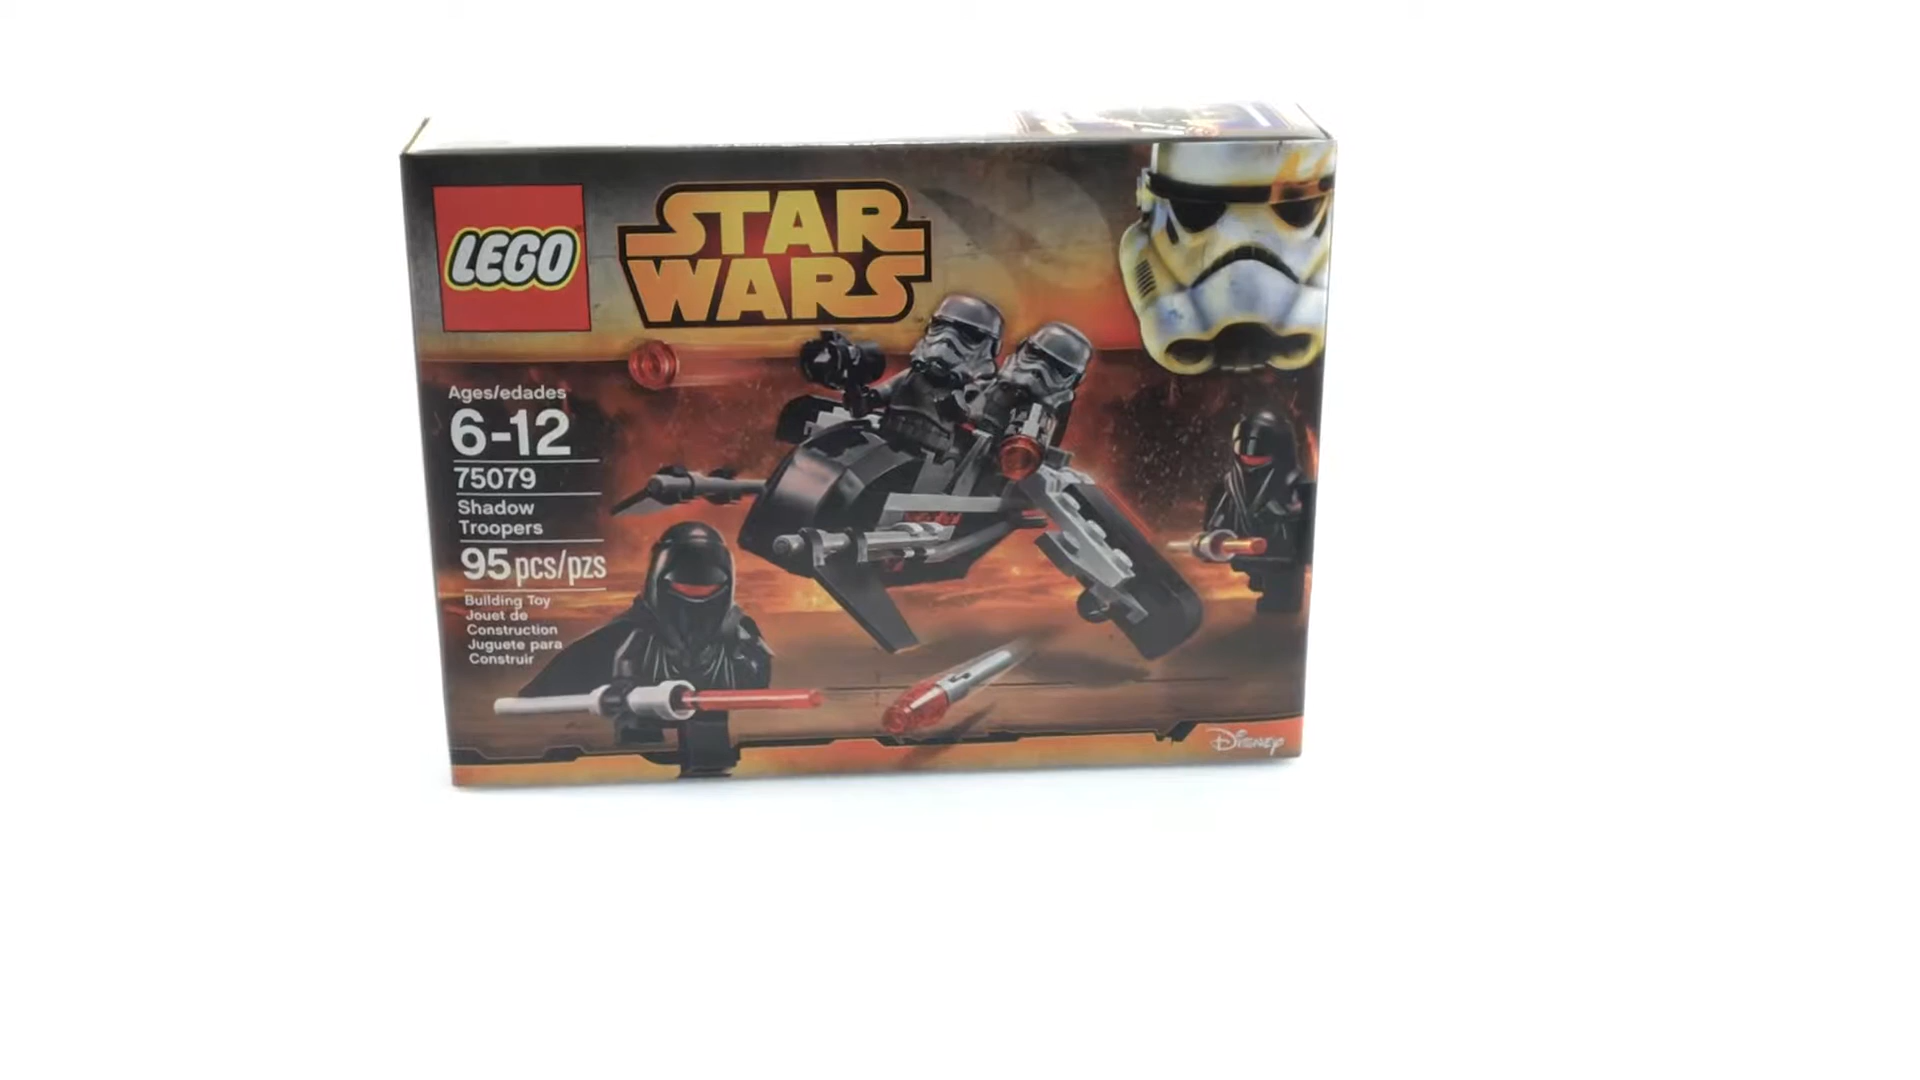 LEGO
STAR
WARS
Ages/edades
6-12
75079
Shadow
Troopers
95 pcs/pzs
Building Toy
Jouet de
Construction
Juguete para
Construir
Disney